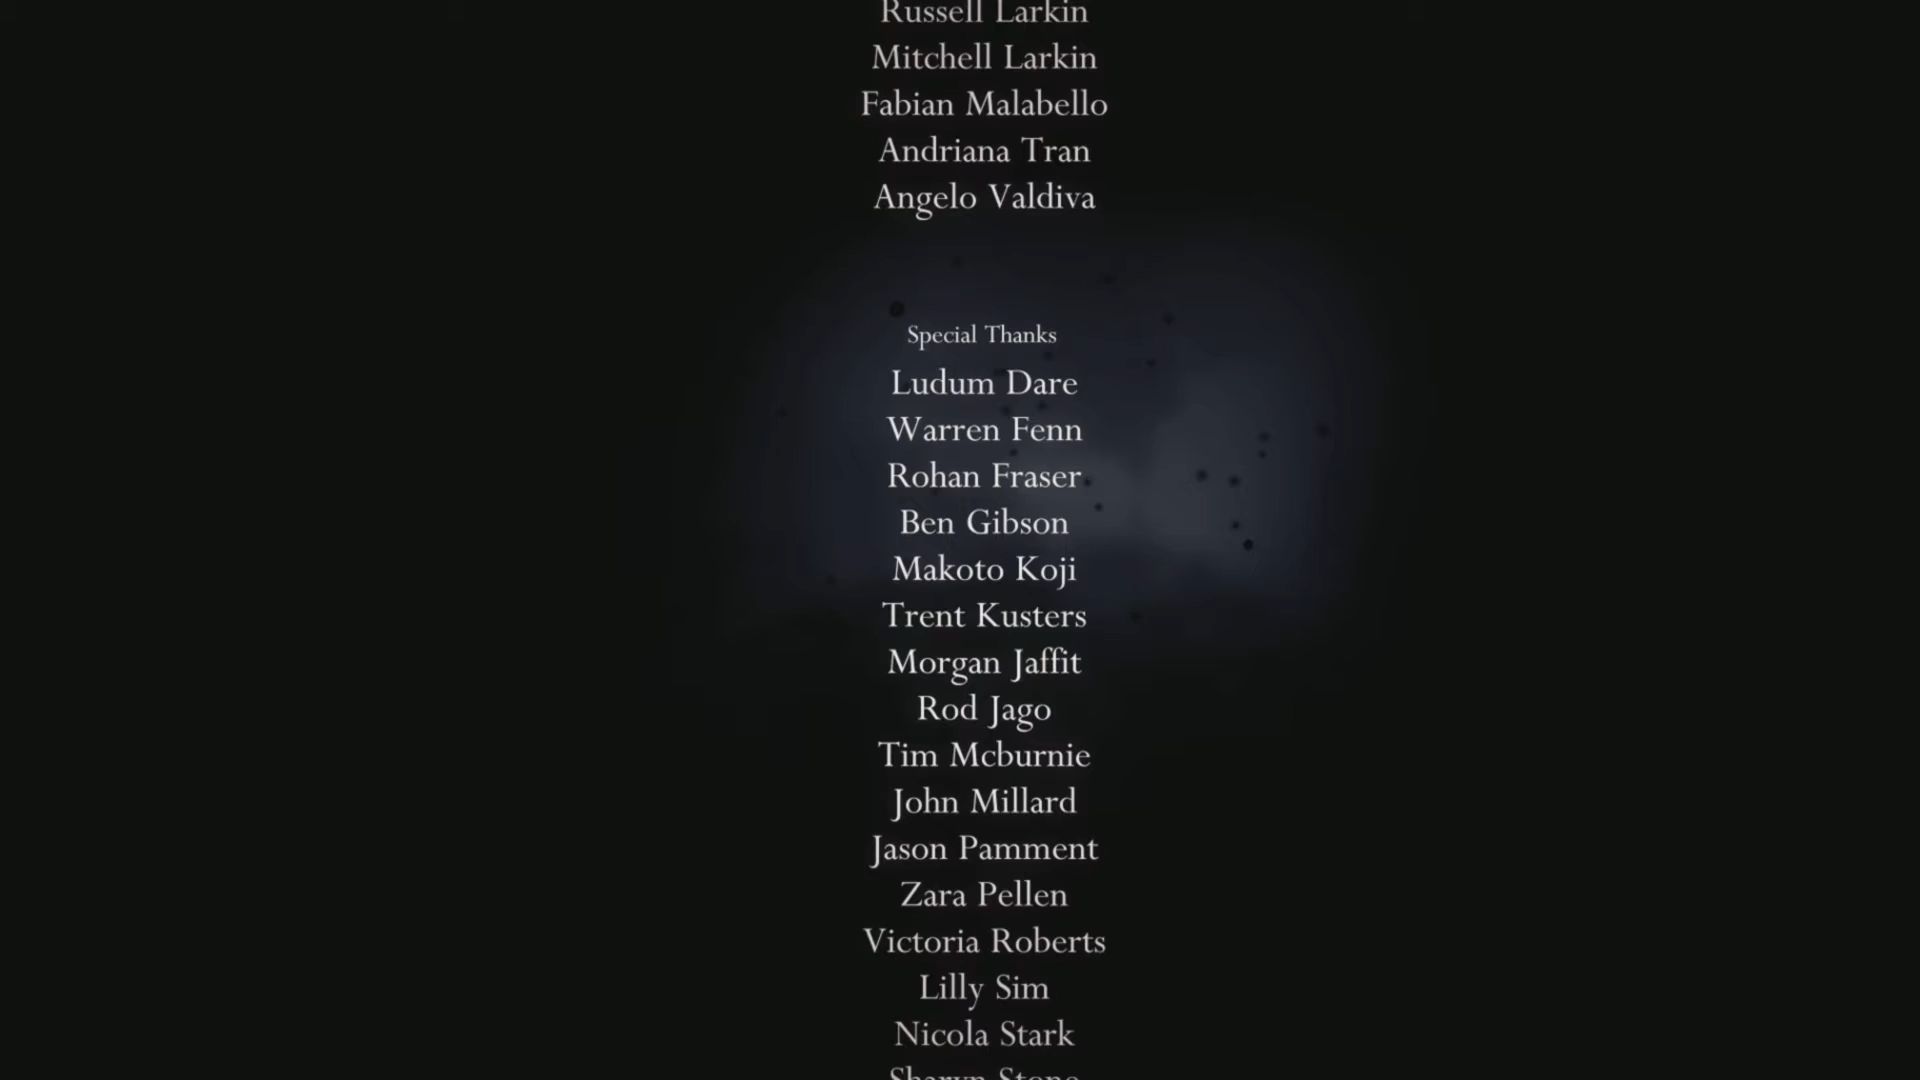 Russell Larkin
Mitchell Larkin
Fabian Malabello
Andriana Tran
Angelo Valdiva
Special Thanks
Ludum Dare
Warren Fenn
Rohan Fraser
Ben Gibson
Makoto Koji
Trent Kusters
Morgan Jaffit
Rod Jago
Tim Mcburnie
John Millard
Jason Pamment
Zara Pellen
Victoria Roberts
Lilly Sim
Nicola Stark
Sharyn Stone